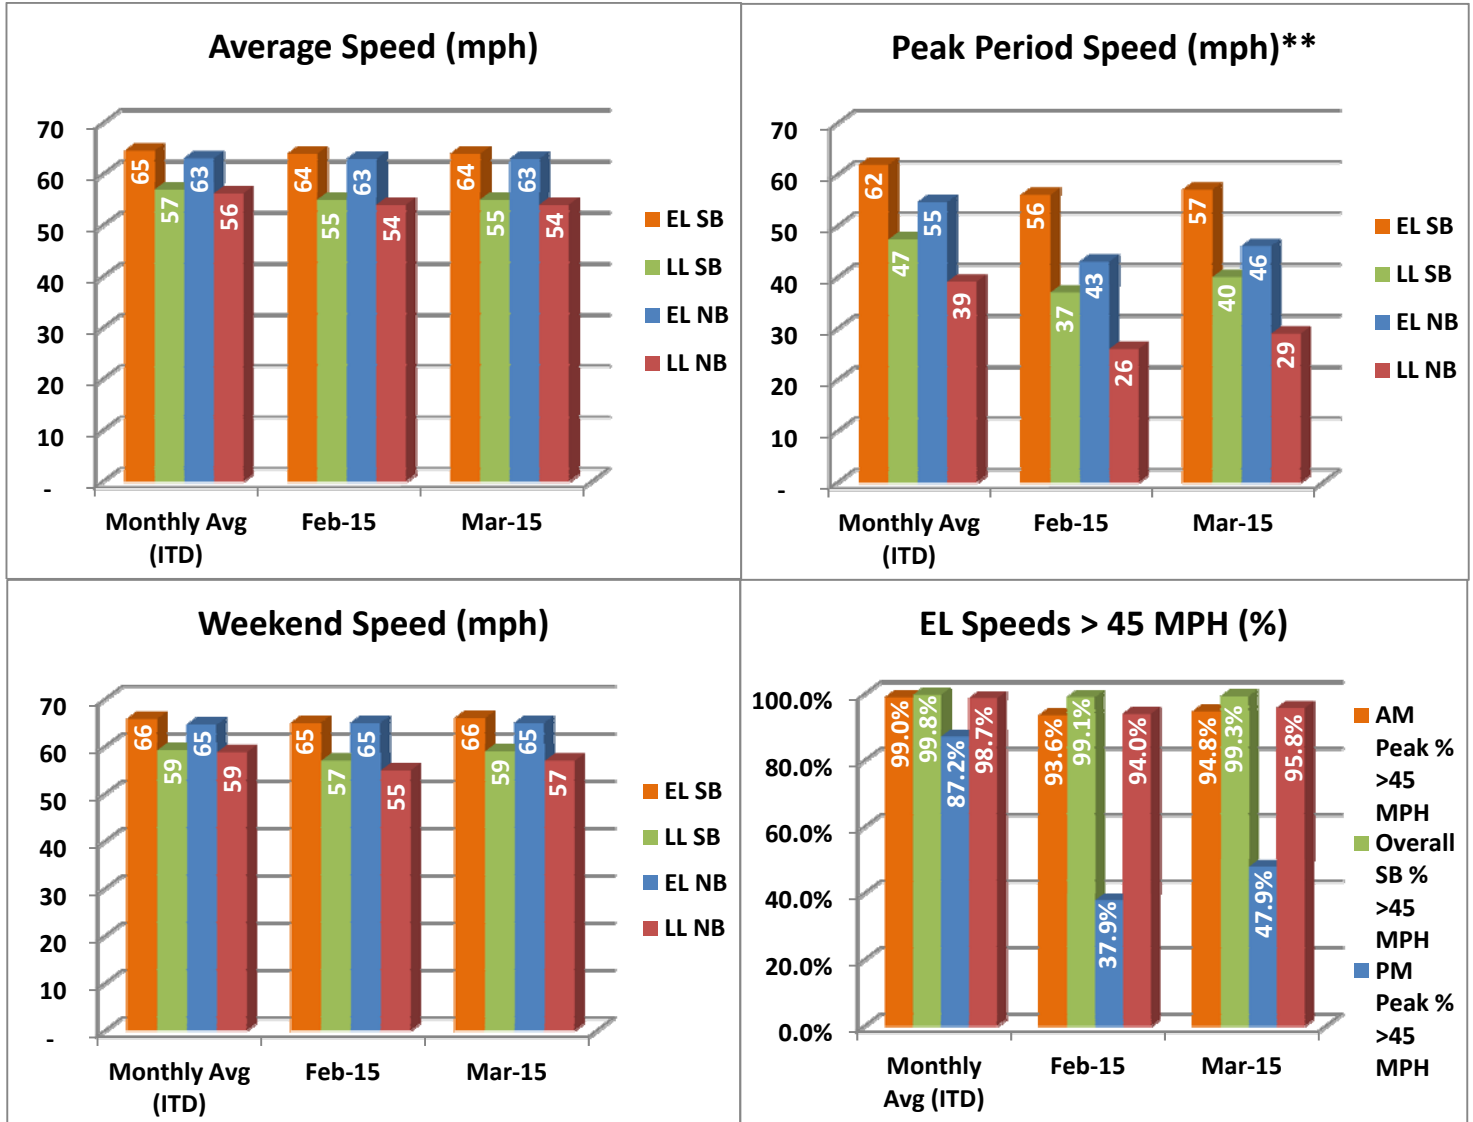 Average Speed (mph)
70
60
50
40
30
20
10
-
65
57
63
56
64
55
63
54
64
55
63
54
Monthly Avg
(ITD)
Feb-15
Mar-15
EL SB
LL SB
EL NB
LL NB
Peak Period Speed (mph)**
70
60
50
40
30
20
10
-
62
47
55
39
56
37
43
26
57
40
46
29
Monthly Avg
(ITD)
Feb-15
Mar-15
EL SB
LL SB
EL NB
LL NB
Weekend Speed (mph)
70
60
50
40
30
20
10
-
66
59
65
59
65
57
65
55
66
59
65
57
Monthly Avg
(ITD)
Feb-15
Mar-15
EL SB
LL SB
EL NB
LL NB
EL Speeds > 45 MPH (%)
100.0%
80.0%
60.0%
40.0%
20.0%
0.0%
99.0%
99.8%
87.2%
98.7%
93.6%
99.1%
37.9%
94.0%
94.8%
99.3%
47.9%
95.8%
Monthly
Avg (ITD)
Feb-15
Mar-15
AM
Peak %
>45
MPH
Overall
SB %
>45
MPH
PM
Peak %
>45
MPH